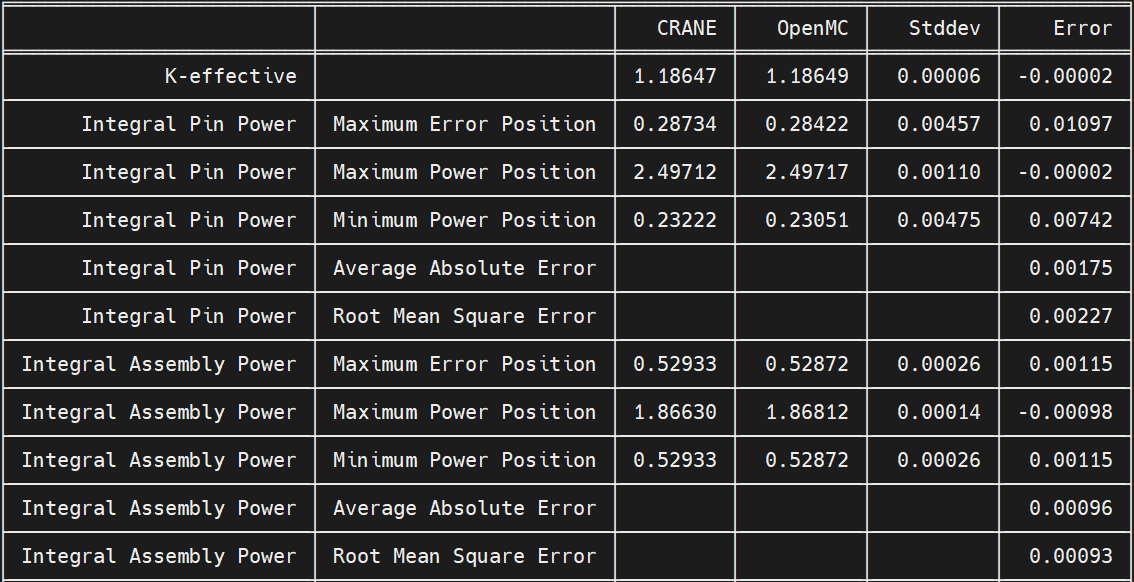 CRANE OpenMC Stddev Error
K-effective 1.18647 1.18649 0.00006 -0.00002
Integral Pin Power Maximum Error Position 0.28734 0.28422 0.00457 0.01097
Integral Pin Power Maximum Power Position 2.49712 2.49717 0.00110 -0.00002
Integral Pin Power Minimum Power Position 0.23222 0.23051 0.00475 0.00742
Integral Pin Power Average Absolute Error 0.00175
Integral Pin Power Root Mean Square Error 0.00227
Integral Assembly Power Maximum Error Position 0.52933 0.52872 0.00026 0.00115
Integral Assembly Power Maximum Power Position 1.86630 1.86812 0.00014 -0.00098
Integral Assembly Power Minimum Power Position 0.52933 0.52872 0.00026 0.00115
Integral Assembly Power Average Absolute Error 0.00096
Integral Assembly Power Root Mean Square Error 0.00093